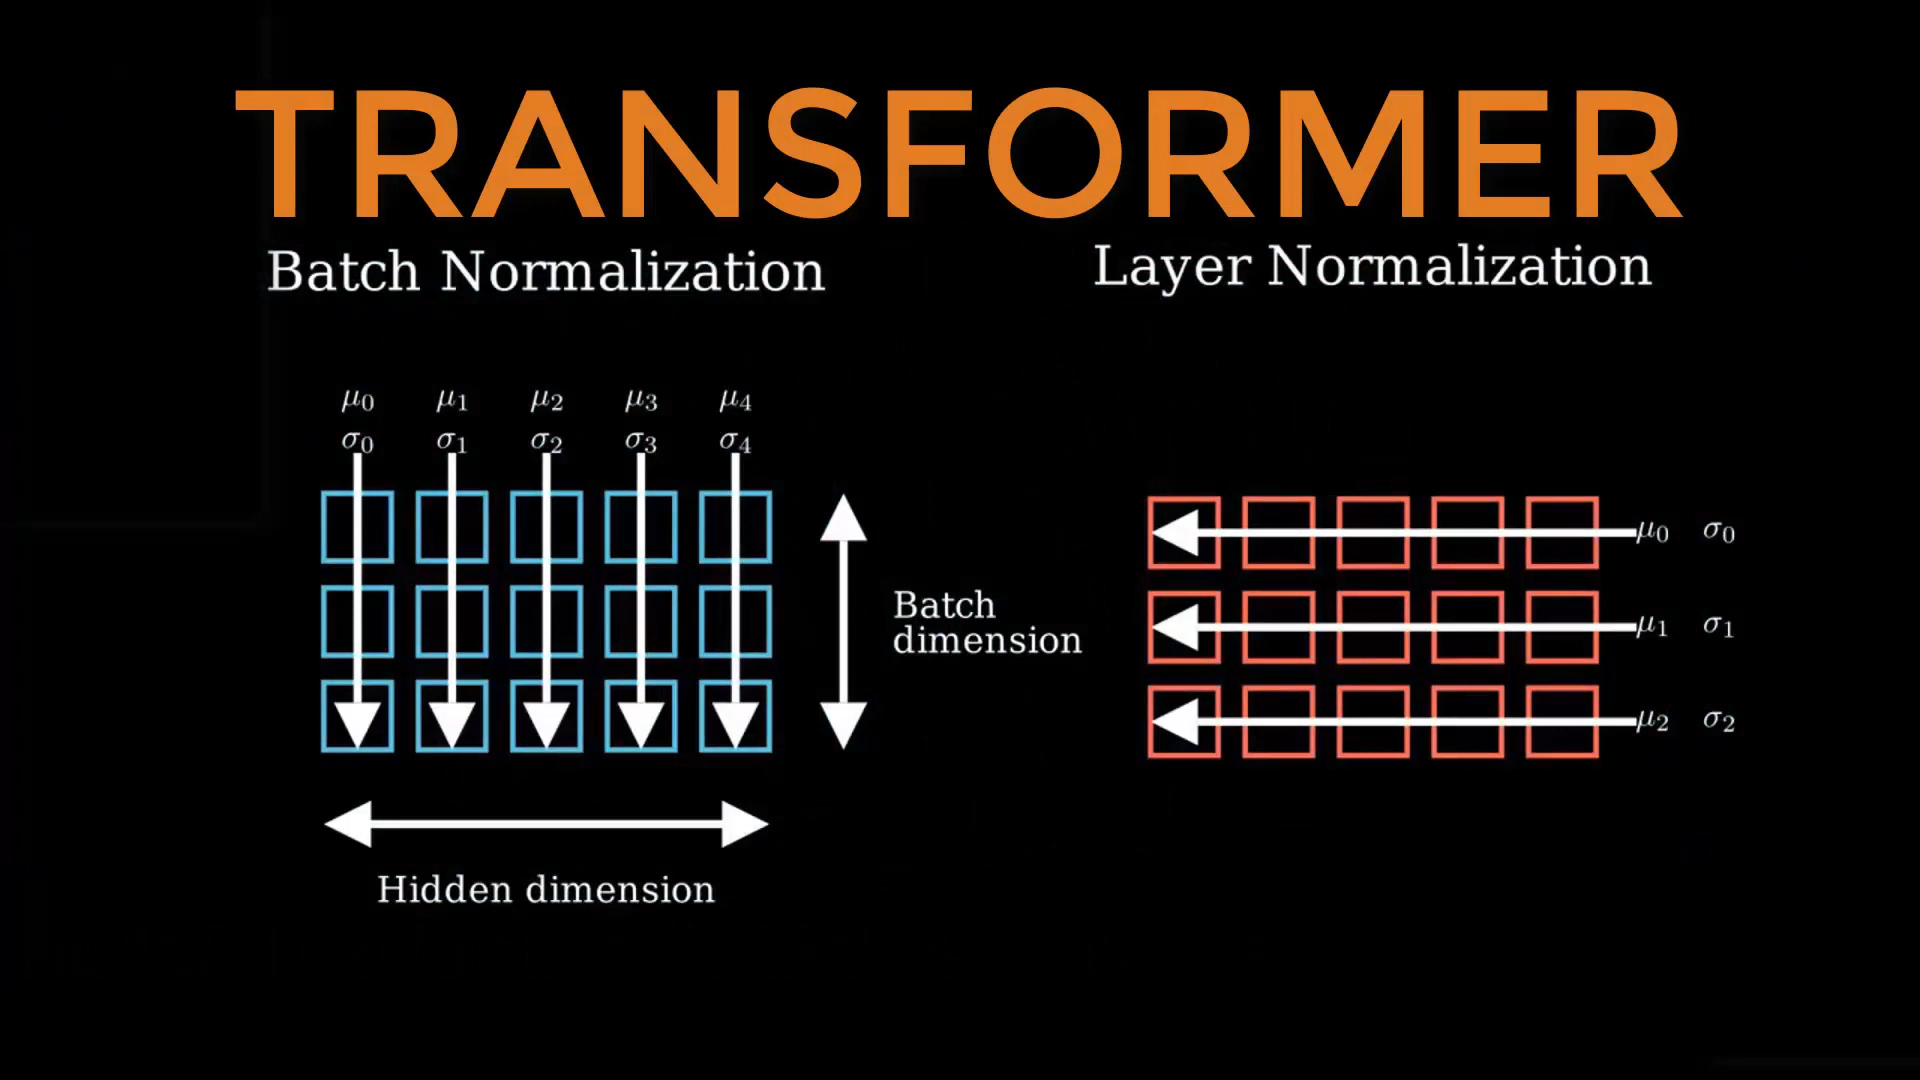 TRANSFORMER
Batch Normalization
Layer Normalization
μ₀ μ₁ μ₂ μ₃ μ₄
σ₀ σ₁ σ₂ σ₃ σ₄
μ₀ σ₀
Batch
dimension
μ₁ σ₁
μ₂ σ₂
Hidden dimension